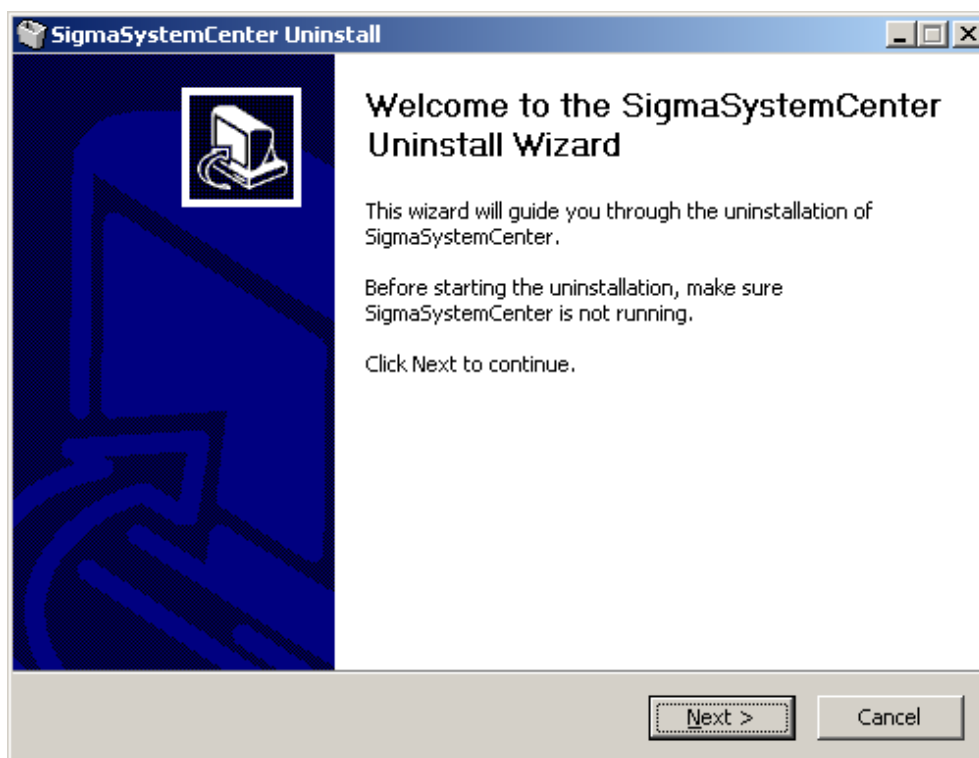 SigmaSystemCenter Uninstall
Welcome to the SigmaSystemCenter
Uninstall Wizard
This wizard will guide you through the uninstallation of
SigmaSystemCenter.
Before starting the uninstallation, make sure
SigmaSystemCenter is not running.
Click Next to continue.
Next >
Cancel